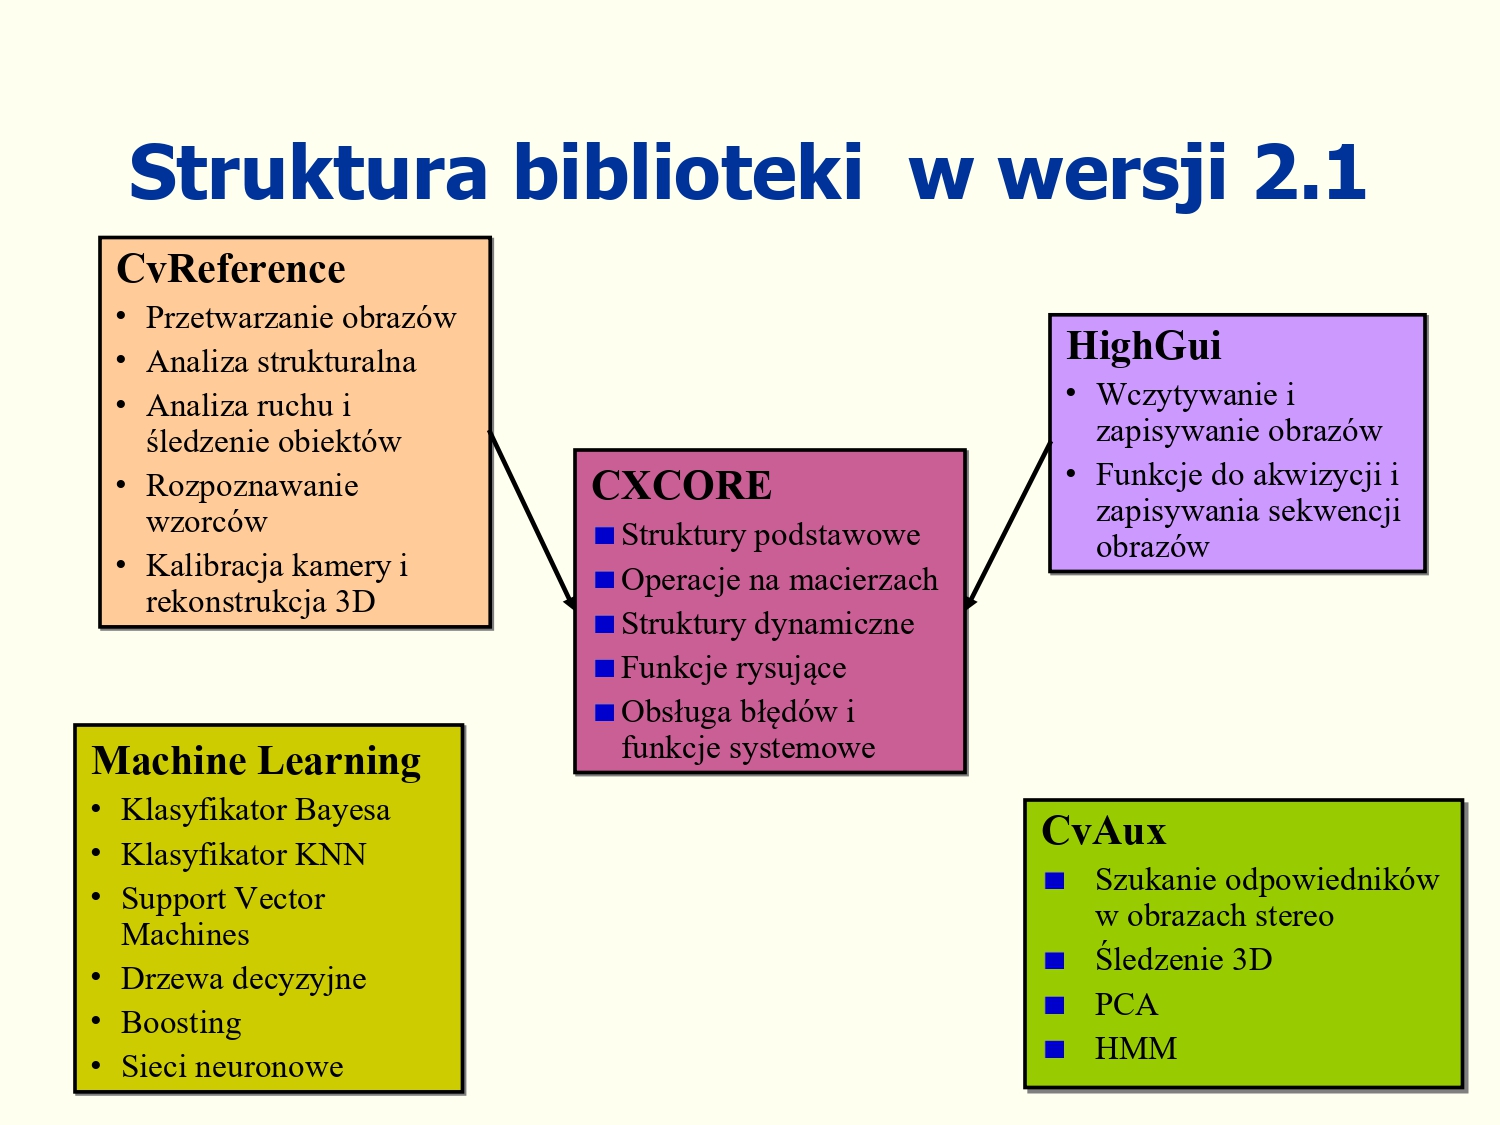 Struktura biblioteki w wersji 2.1
CvReference
• Przetwarzanie obrazów
• Analiza strukturalna
• Analiza ruchu i
śledzenie obiektów
• Rozpoznawanie
wzorców
• Kalibracja kamery i
rekonstrukcja 3D
HighGui
• Wczytywanie i
zapisywanie obrazów
• Funkcje do akwizycji i
zapisywania sekwencji
obrazów
CXCORE
■ Struktury podstawowe
■ Operacje na macierzach
■ Struktury dynamiczne
■ Funkcje rysujące
■ Obsługa błędów i
funkcje systemowe
Machine Learning
• Klasyfikator Bayesa
• Klasyfikator KNN
• Support Vector
Machines
• Drzewa decyzyjne
• Boosting
• Sieci neuronowe
CvAux
■ Szukanie odpowiedników
w obrazach stereo
■ Śledzenie 3D
■ PCA
■ HMM